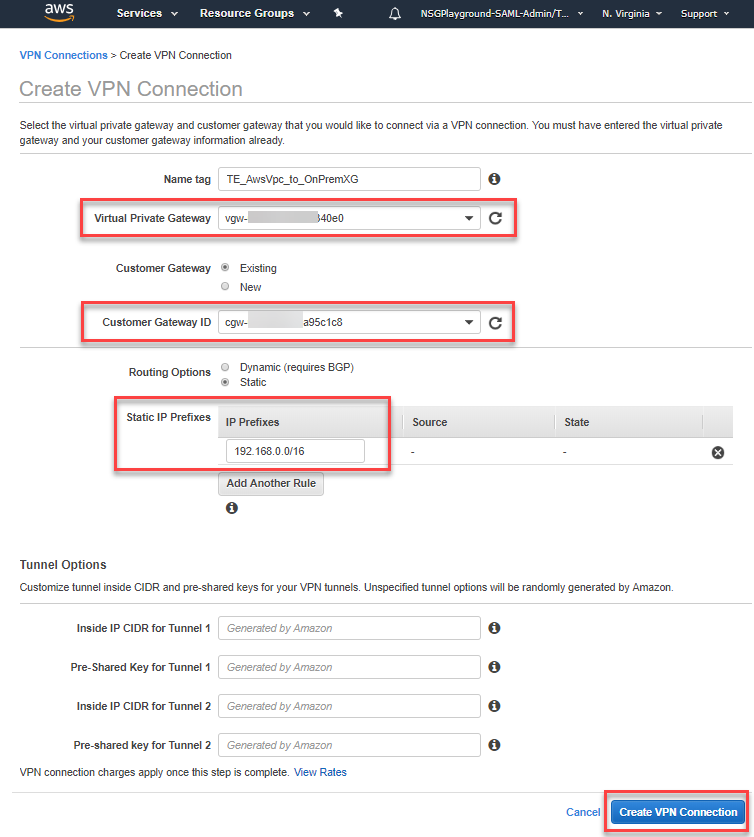 aws
Services Resource Groups NSGPlayground-SAML-Admin/T... N. Virginia Support
VPN Connections > Create VPN Connection
Create VPN Connection
Select the virtual private gateway and customer gateway that you would like to connect via a VPN connection. You must have entered the virtual private
gateway and your customer gateway information already.
Name tag TE_AwsVpc_to_OnPremXG
Virtual Private Gateway vgw- 340e0
Customer Gateway Existing
New
Customer Gateway ID cgw- a95c1c8
Routing Options Dynamic (requires BGP)
Static
Static IP Prefixes IP Prefixes Source State
192.168.0.0/16 - -
Add Another Rule
Tunnel Options
Customize tunnel inside CIDR and pre-shared keys for your VPN tunnels. Unspecified tunnel options will be randomly generated by Amazon.
Inside IP CIDR for Tunnel 1 Generated by Amazon
Pre-Shared Key for Tunnel 1 Generated by Amazon
Inside IP CIDR for Tunnel 2 Generated by Amazon
Pre-shared key for Tunnel 2 Generated by Amazon
VPN connection charges apply once this step is complete. View Rates
Cancel Create VPN Connection